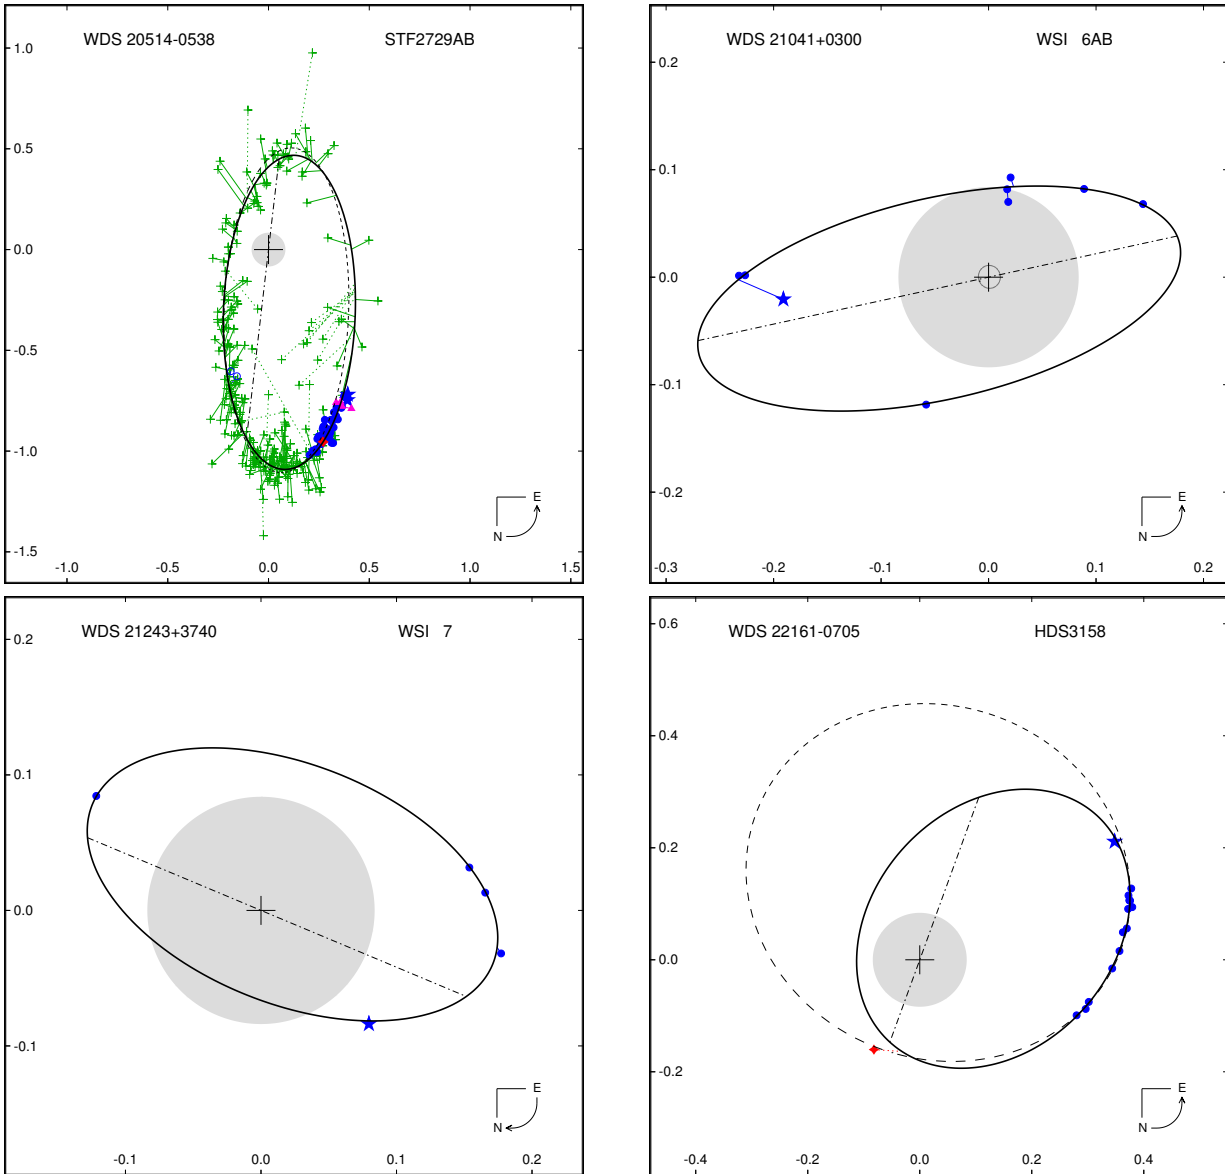 WDS 20514-0538 STF2729AB
1.0
0.5
0.0
-0.5
-1.0
-1.5
-1.0 -0.5 0.0 0.5 1.0 1.5
E
N
WDS 21041+0300 WSI 6AB
0.2
0.1
0.0
-0.1
-0.2
-0.3 -0.2 -0.1 0.0 0.1 0.2
E
N
WDS 21243+3740 WSI 7
0.2
0.1
0.0
-0.1
-0.1 0.0 0.1 0.2
E
N
WDS 22161-0705 HDS3158
0.6
0.4
0.2
0.0
-0.2
-0.4 -0.2 0.0 0.2 0.4
E
N